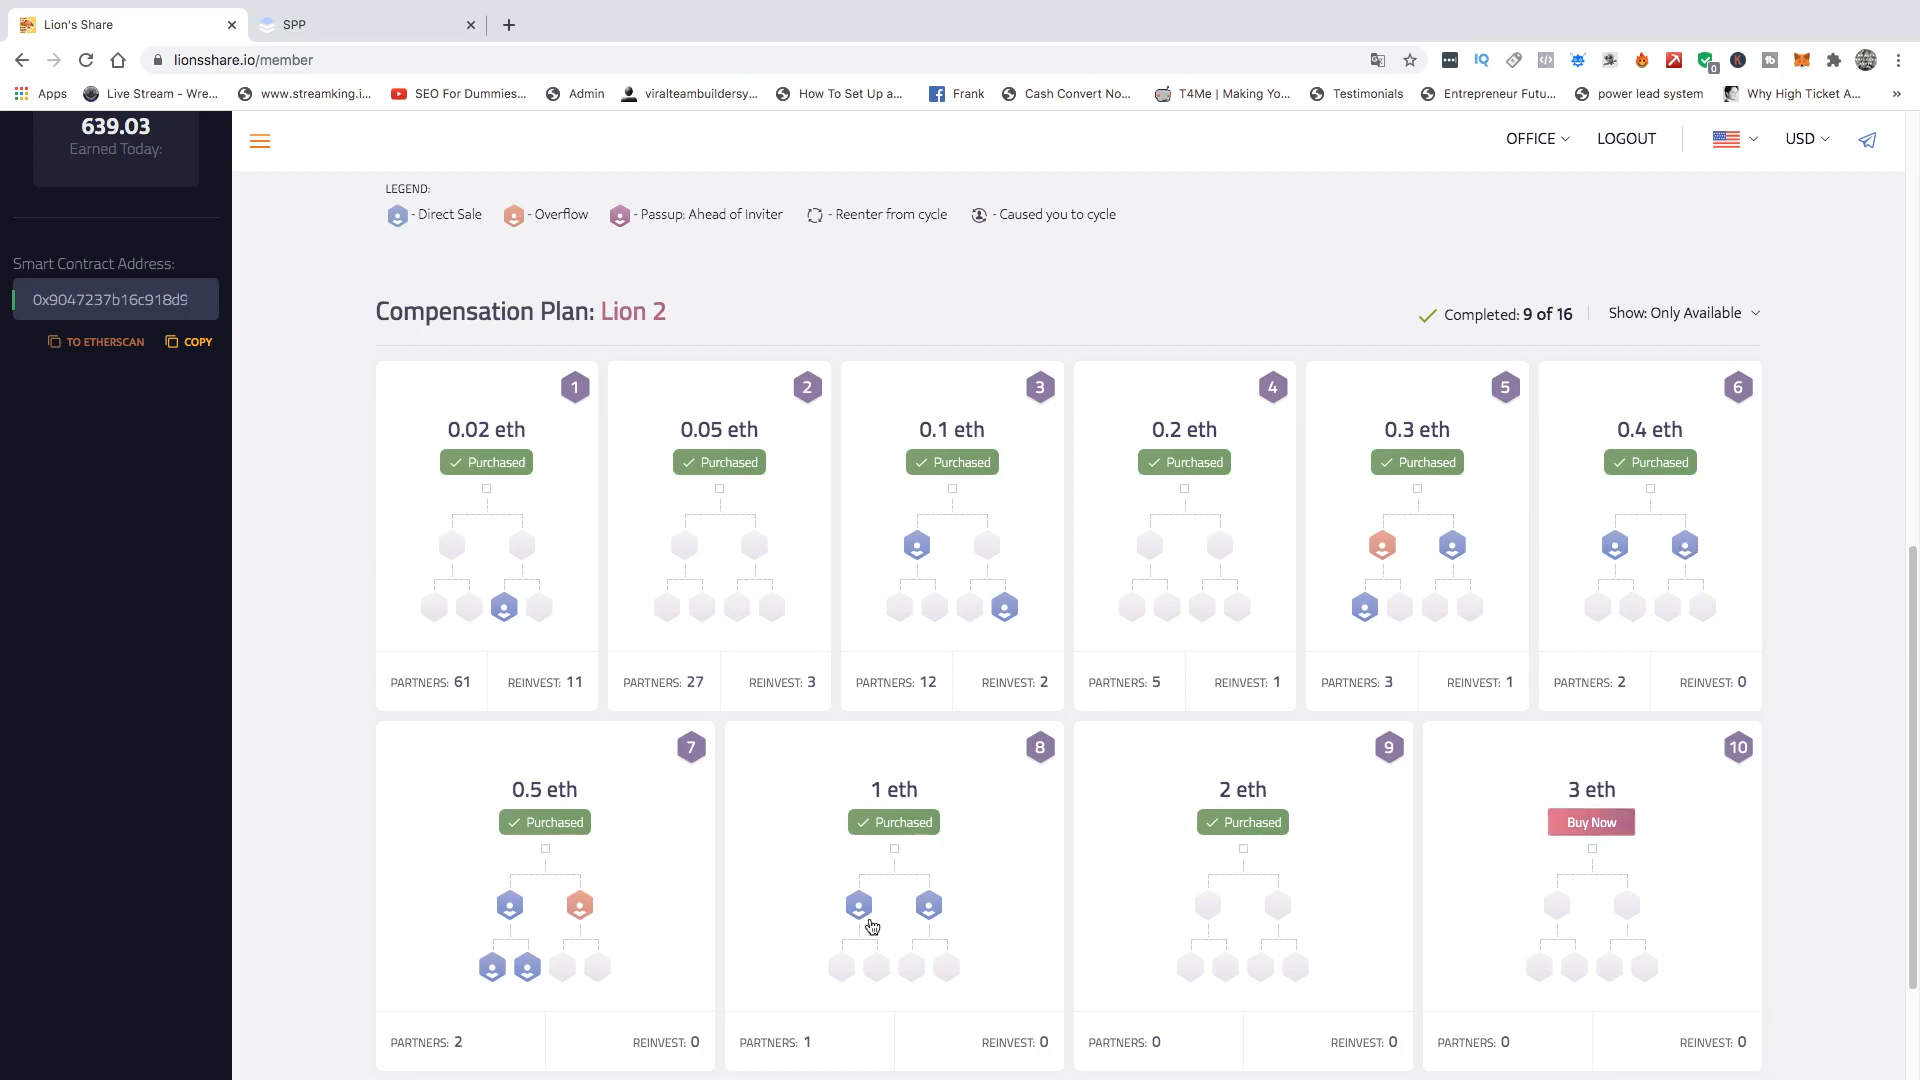 Lion's Share
SPP
lionsshare.io/member
Apps
Live Stream - Wre...
www.streamking.i...
SEO For Dummies...
Admin
viralteambuildersy...
How To Set Up a...
Frank
Cash Convert No...
T4Me | Making Yo...
Testimonials
Entrepreneur Futu...
power lead system
Why High Ticket A...
»
639.03
Earned Today:
Smart Contract Address:
0x9047237b16c918d9
TO ETHERSCAN COPY
OFFICE LOGOUT USD
LEGEND:
- Direct Sale - Overflow - Passup: Ahead of Inviter - Reenter from cycle - Caused you to cycle
Compensation Plan: Lion 2
Completed: 9 of 16 Show: Only Available
1
0.02 eth
Purchased
PARTNERS: 61 REINVEST: 11
2
0.05 eth
Purchased
PARTNERS: 27 REINVEST: 3
3
0.1 eth
Purchased
PARTNERS: 12 REINVEST: 2
4
0.2 eth
Purchased
PARTNERS: 5 REINVEST: 1
5
0.3 eth
Purchased
PARTNERS: 3 REINVEST: 1
6
0.4 eth
Purchased
PARTNERS: 2 REINVEST: 0
7
0.5 eth
Purchased
PARTNERS: 2 REINVEST: 0
8
1 eth
Purchased
PARTNERS: 1 REINVEST: 0
9
2 eth
Purchased
PARTNERS: 0 REINVEST: 0
10
3 eth
Buy Now
PARTNERS: 0 REINVEST: 0